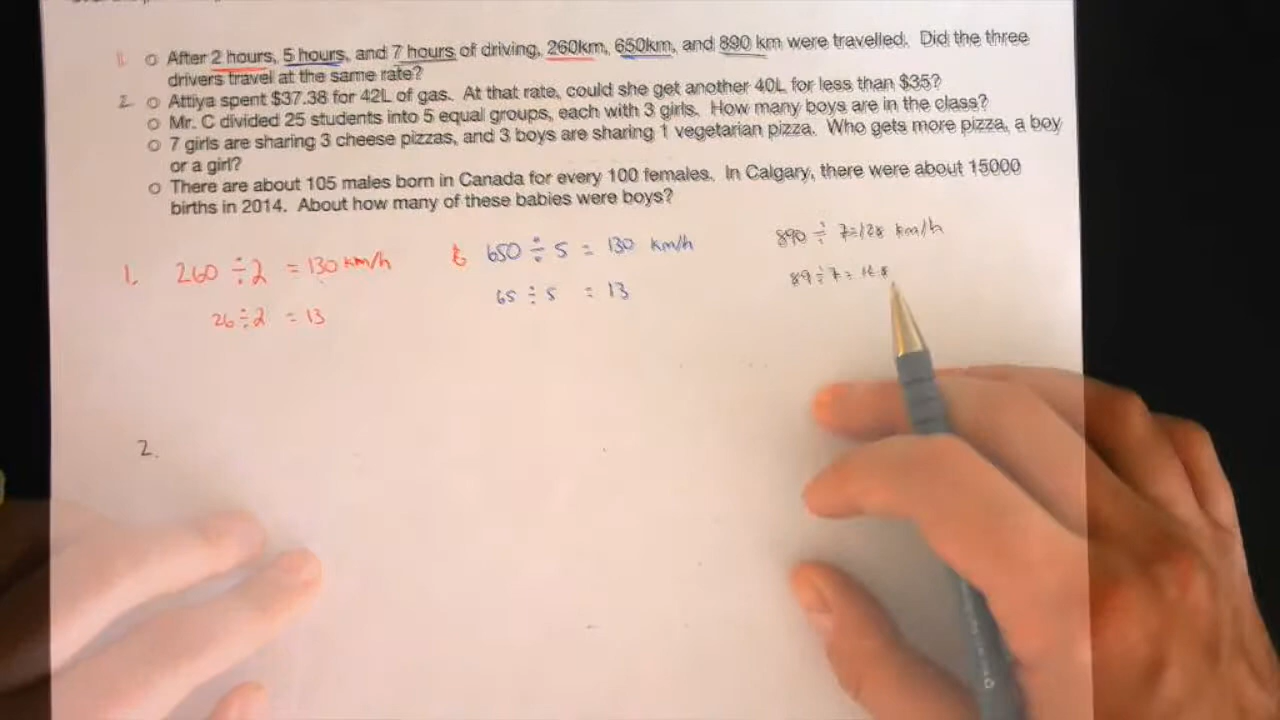 1. ○ After 2 hours, 5 hours, and 7 hours of driving, 260km, 650km, and 890 km were travelled. Did the three
drivers travel at the same rate?
2. ○ Attiya spent $37.38 for 42L of gas. At that rate, could she get another 40L for less than $35?
○ Mr. C divided 25 students into 5 equal groups, each with 3 girls. How many boys are in the class?
○ 7 girls are sharing 3 cheese pizzas, and 3 boys are sharing 1 vegetarian pizza. Who gets more pizza, a boy
or a girl?
○ There are about 105 males born in Canada for every 100 females. In Calgary, there were about 15000
births in 2014. About how many of these babies were boys?
1. 260 ÷ 2 = 130 km/h
26 ÷ 2 = 13
650 ÷ 5 = 130 km/h
65 ÷ 5 = 13
890 ÷ 7 = 128 km/h
89 ÷ 7 =
2.